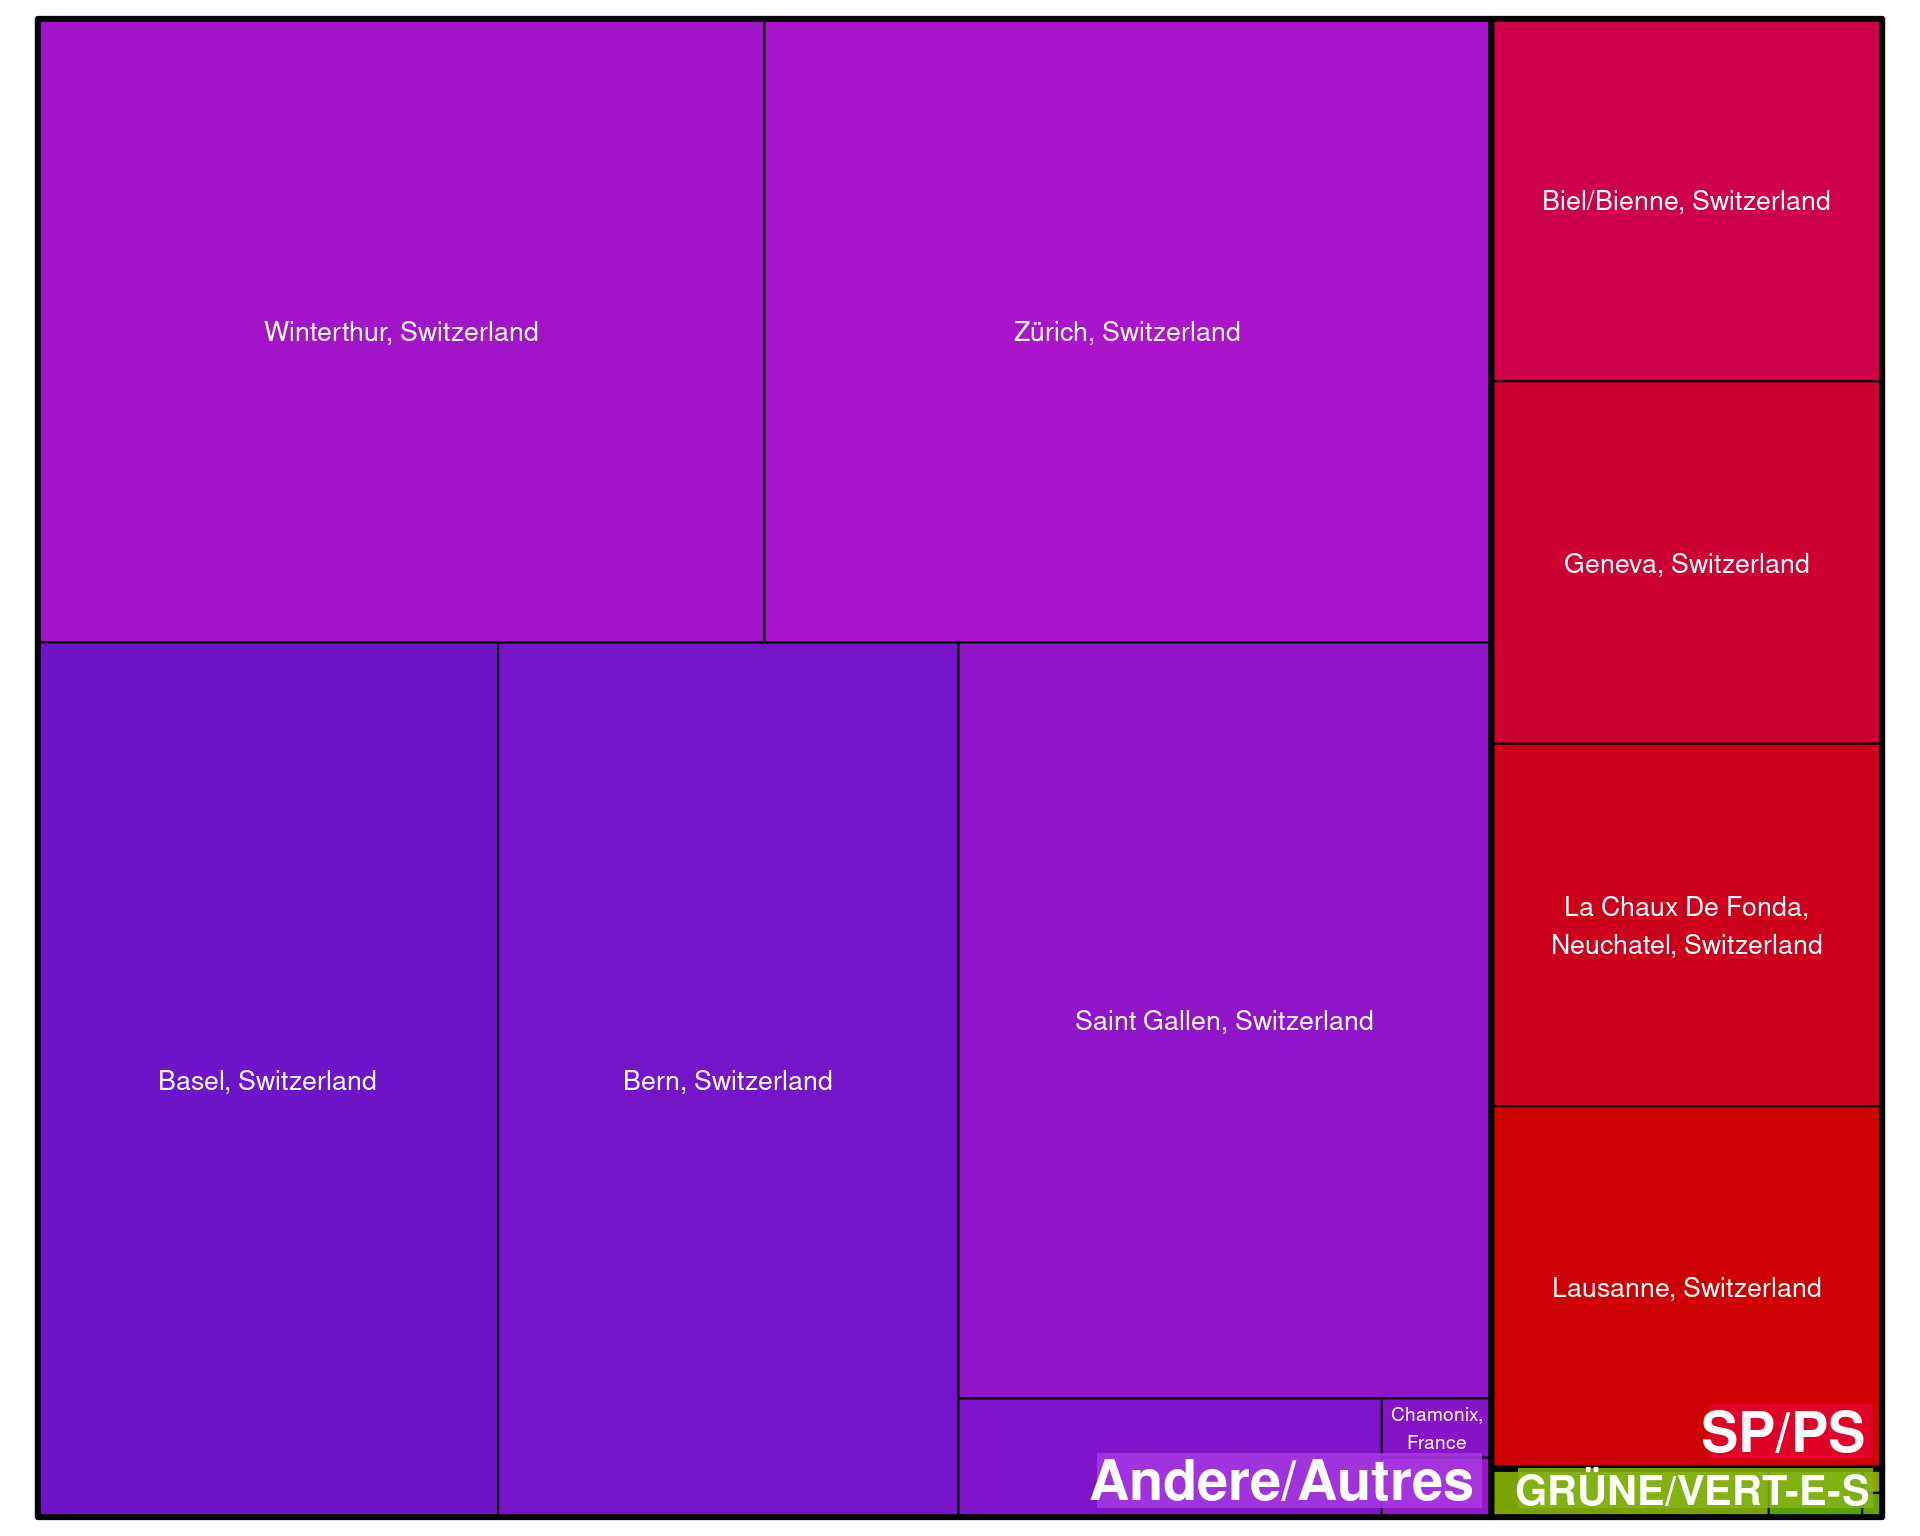 Winterthur, Switzerland
Zürich, Switzerland
Biel/Bienne, Switzerland
Geneva, Switzerland
La Chaux De Fonda,
Neuchatel, Switzerland
Basel, Switzerland
Bern, Switzerland
Saint Gallen, Switzerland
Lausanne, Switzerland
Chamonix,
France
SP/PS
Andere/Autres
GRÜNE/VERT-E-S